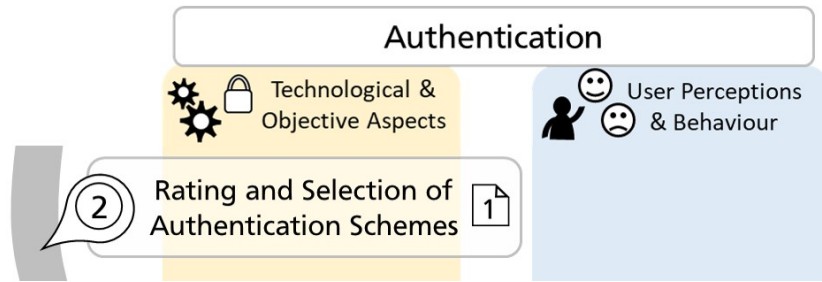 Authentication
Technological &
Objective Aspects
User Perceptions
& Behaviour
2
Rating and Selection of
Authentication Schemes
1